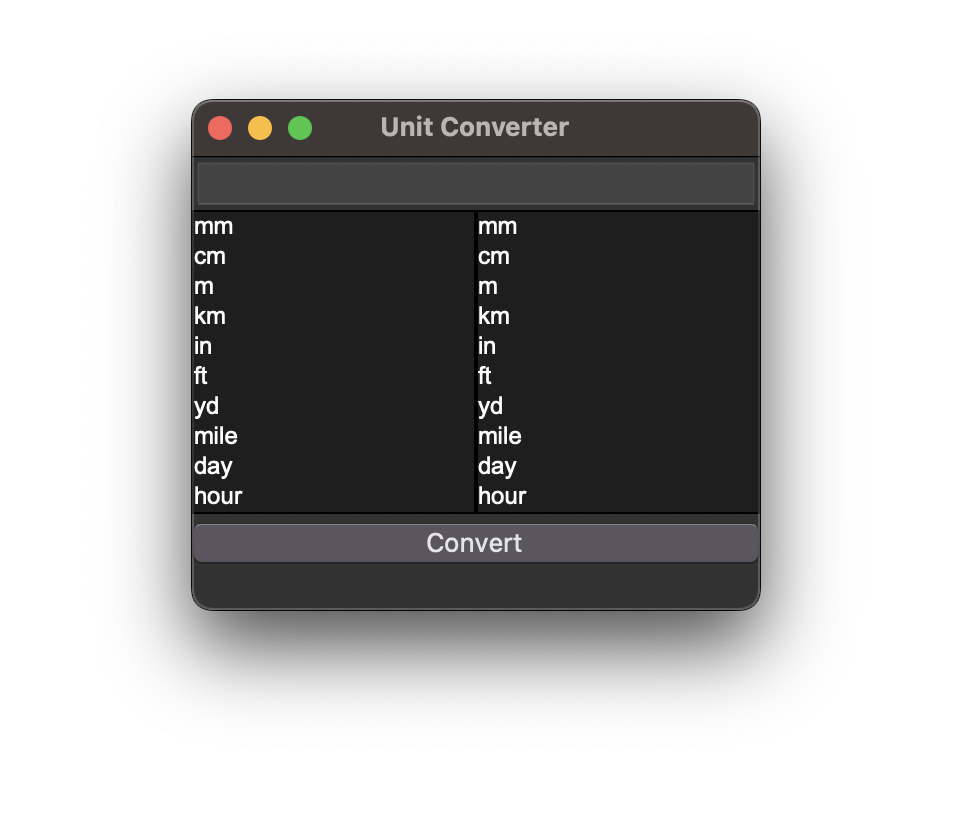 Unit Converter
mm
cm
m
km
in
ft
yd
mile
day
hour
mm
cm
m
km
in
ft
yd
mile
day
hour
Convert